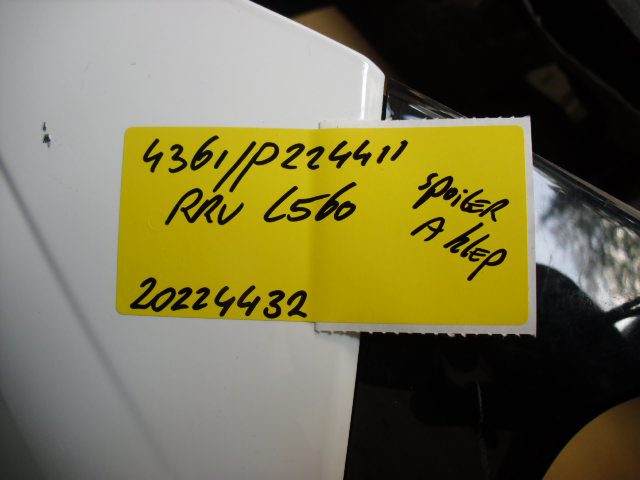 4361//P224411
RRV L560
SPOILER
A KLEP
20224432